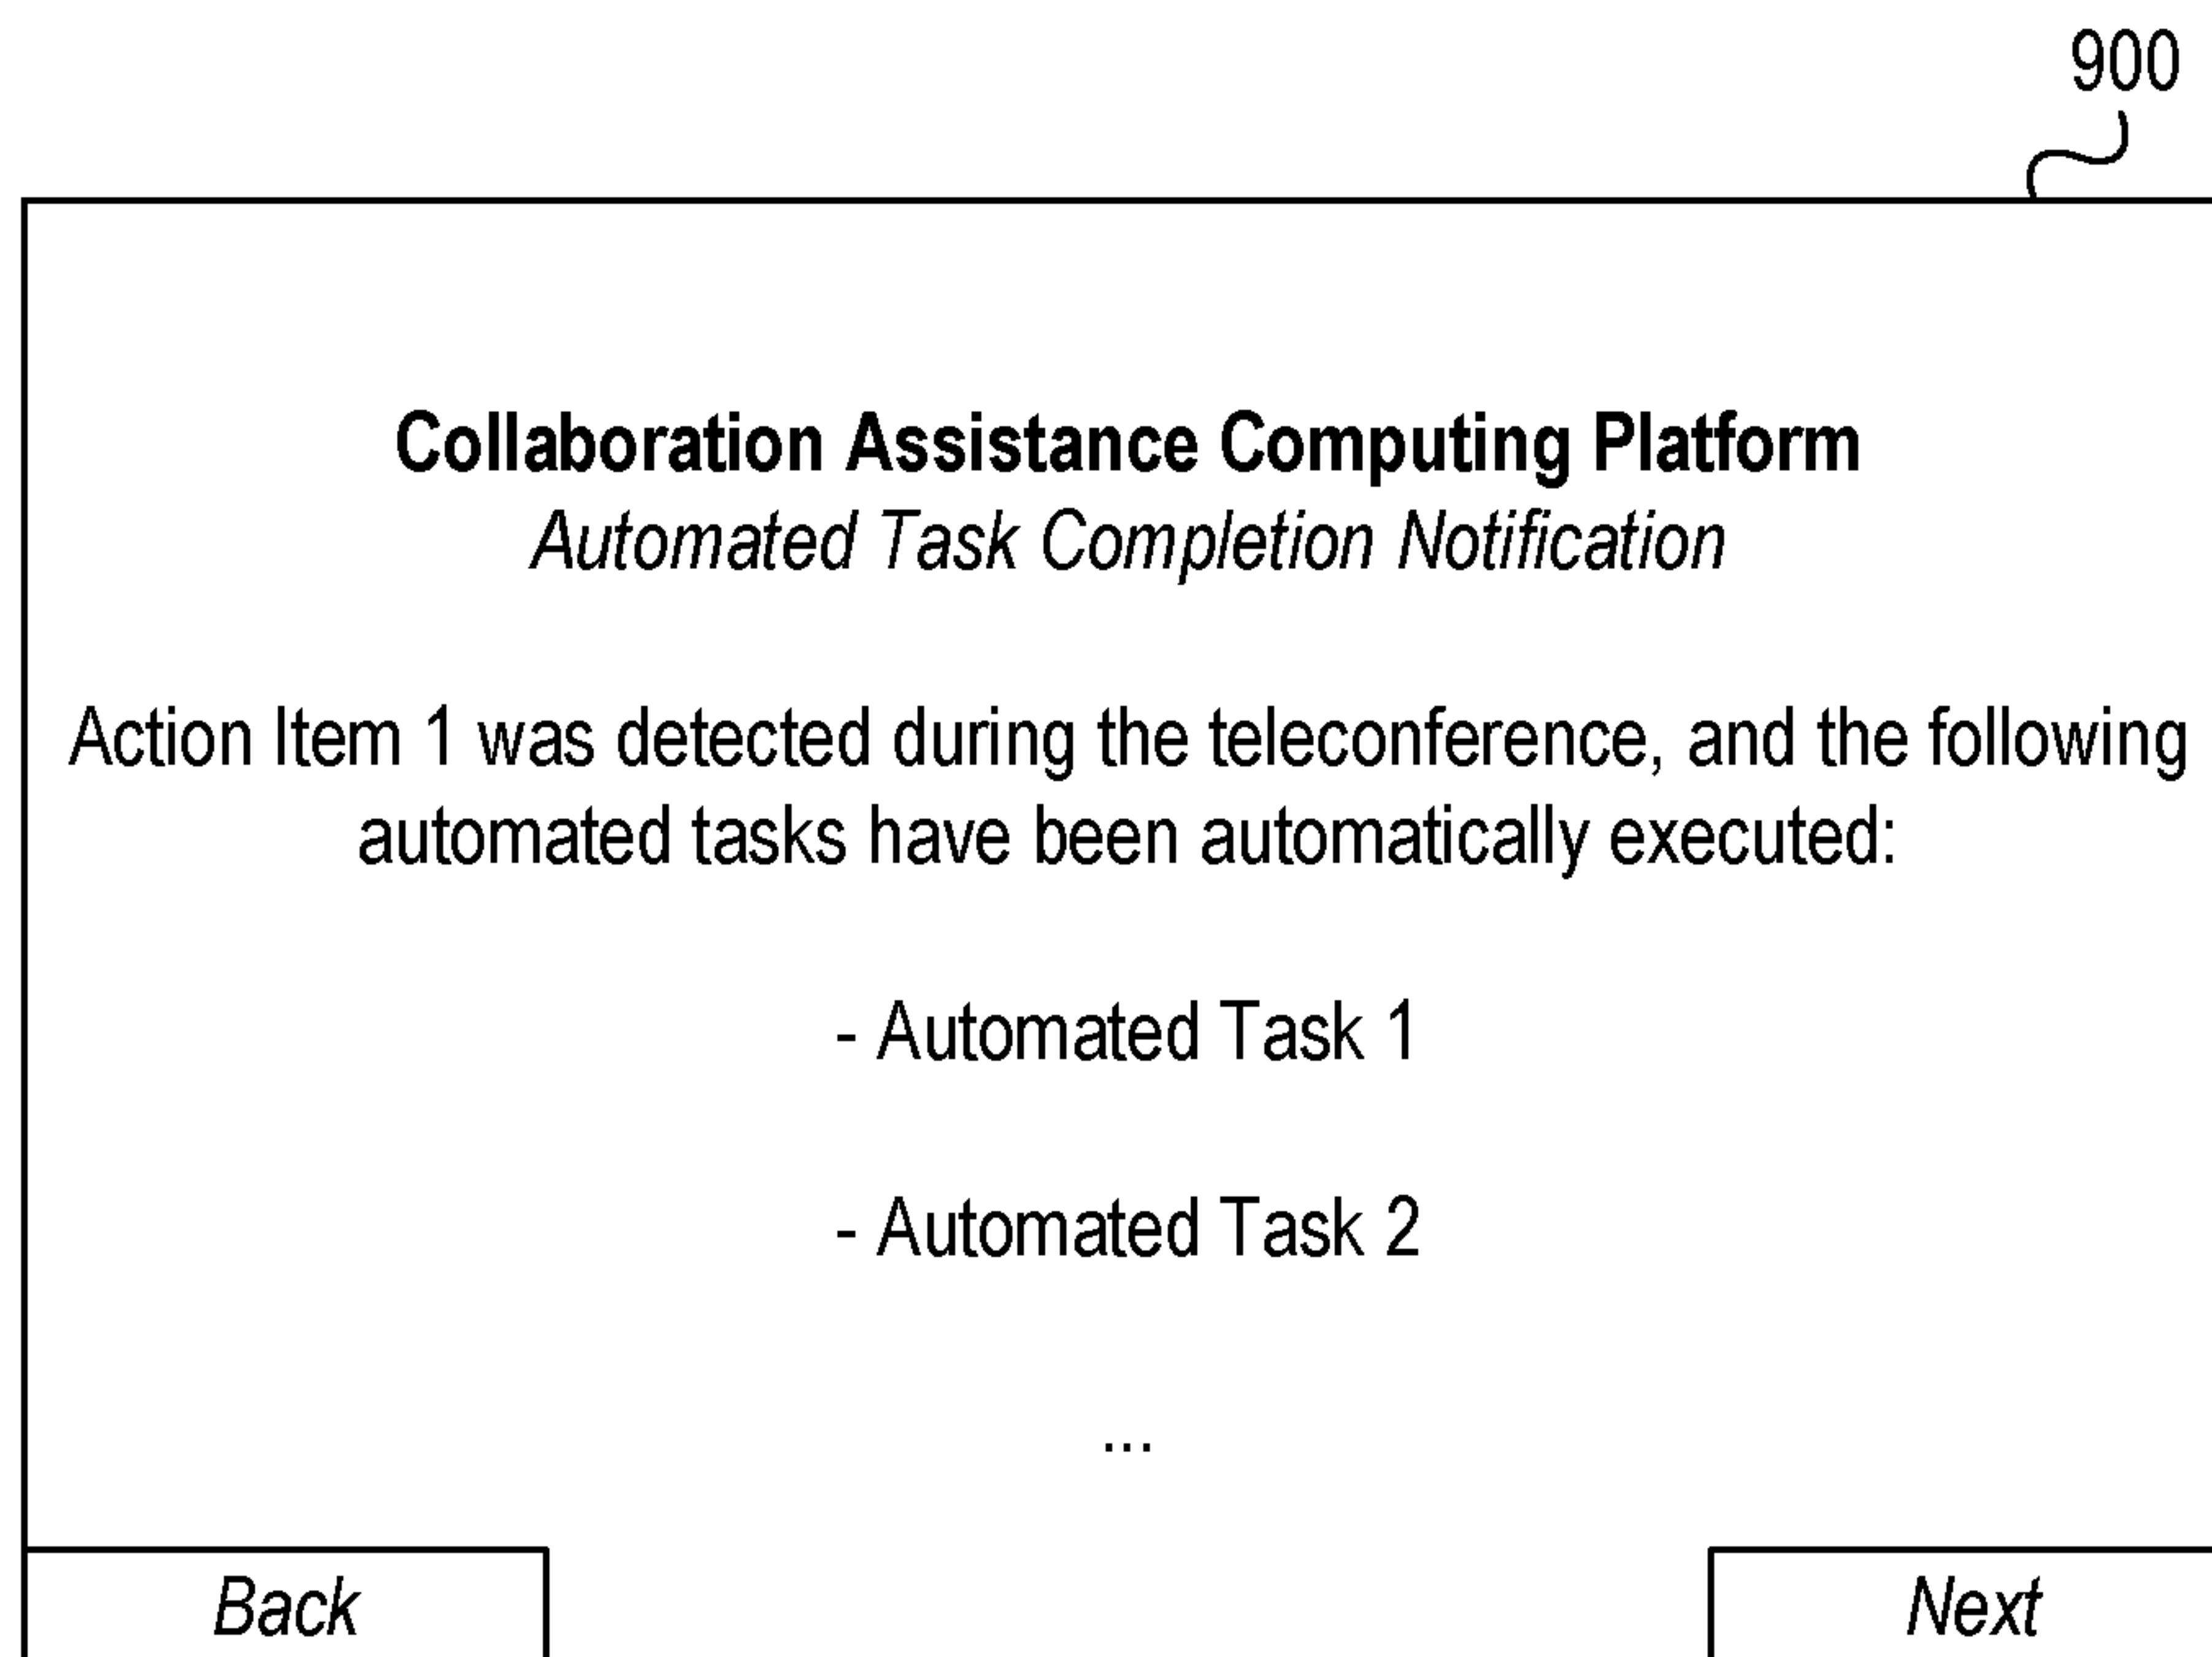 900
Collaboration Assistance Computing Platform
Automated Task Completion Notification
Action Item 1 was detected during the teleconference, and the following
automated tasks have been automatically executed:
- Automated Task 1
- Automated Task 2
...
Back
Next